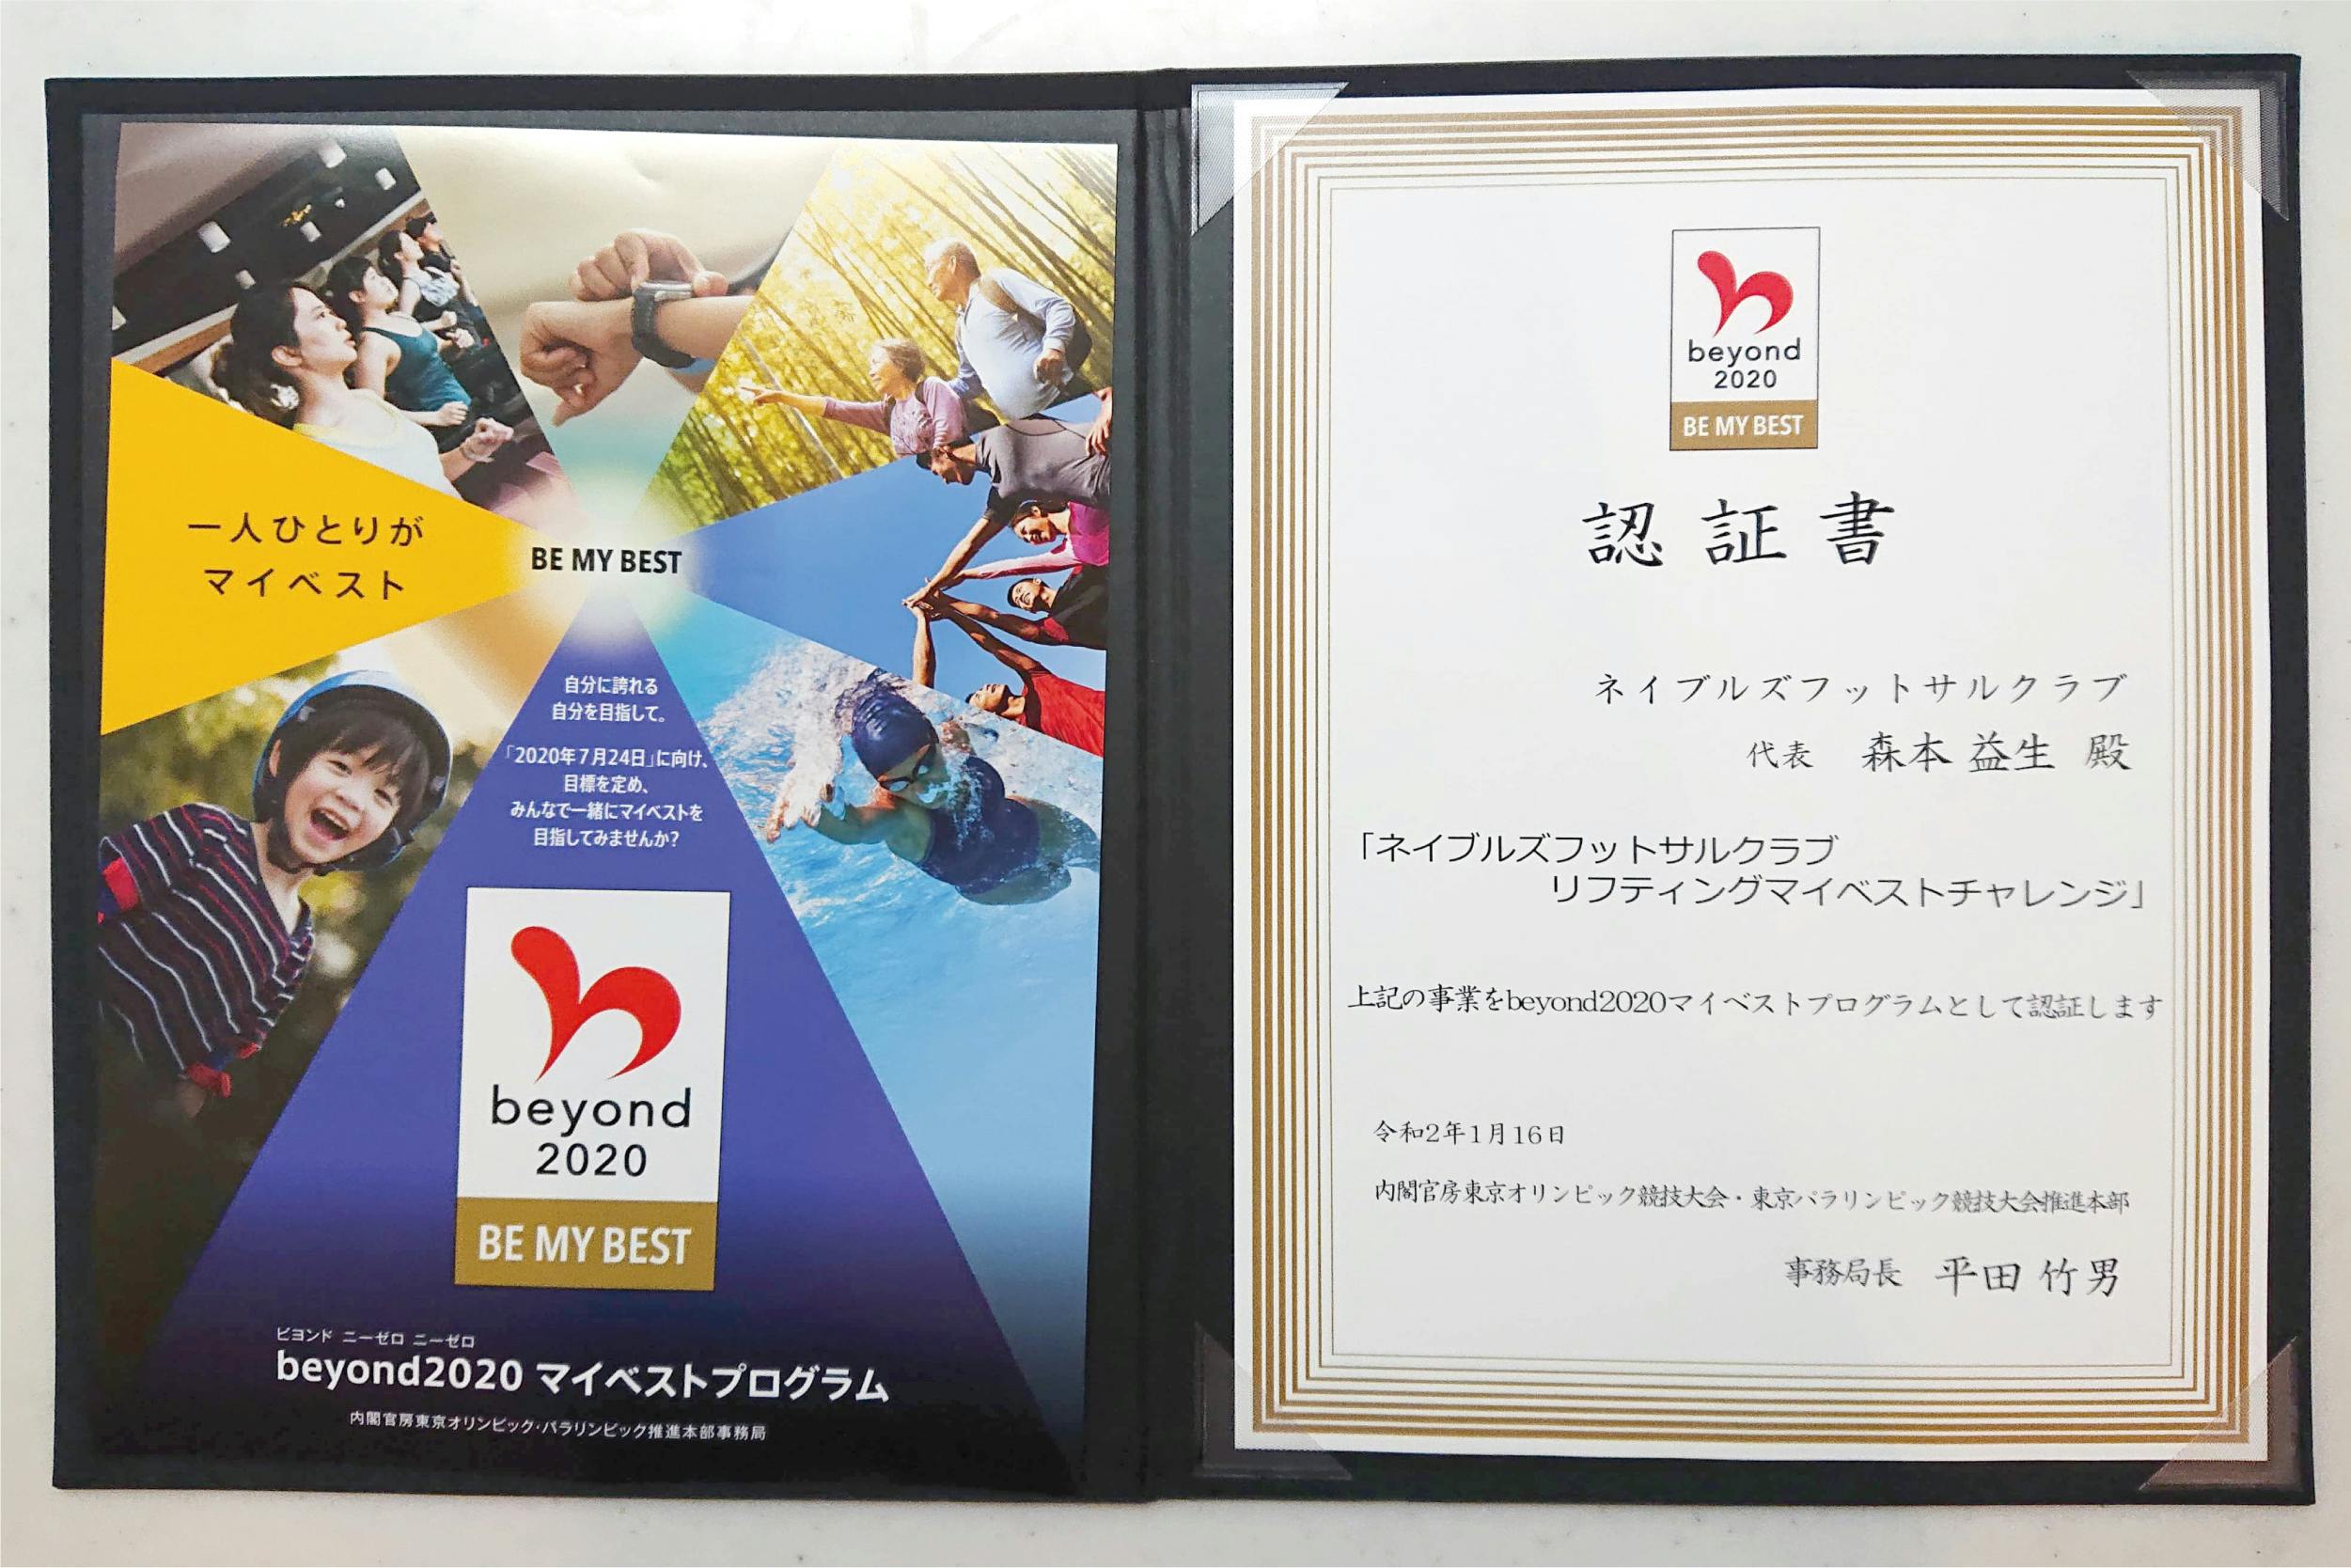 一人ひとりが
マイベスト
BE MY BEST
自分に誇れる
自分を目指して。
「2020年7月24日」に向け、
目標を定め、
みんなで一緒にマイベストを
目指してみませんか?
beyond
2020
BE MY BEST
ビヨンド ニーゼロ ニーゼロ
beyond2020 マイベストプログラム
内閣官房東京オリンピック・パラリンピック推進本部事務局
beyond
2020
BE MY BEST
認証書
ネイブルズフットサルクラブ
代表 森本 益生 殿
「ネイブルズフットサルクラブ
リフティングマイベストチャレンジ」
上記の事業をbeyond2020マイベストプログラムとして認証します
令和2年1月16日
内閣官房東京オリンピック競技大会・東京パラリンピック競技大会推進本部
事務局長 平田 竹男